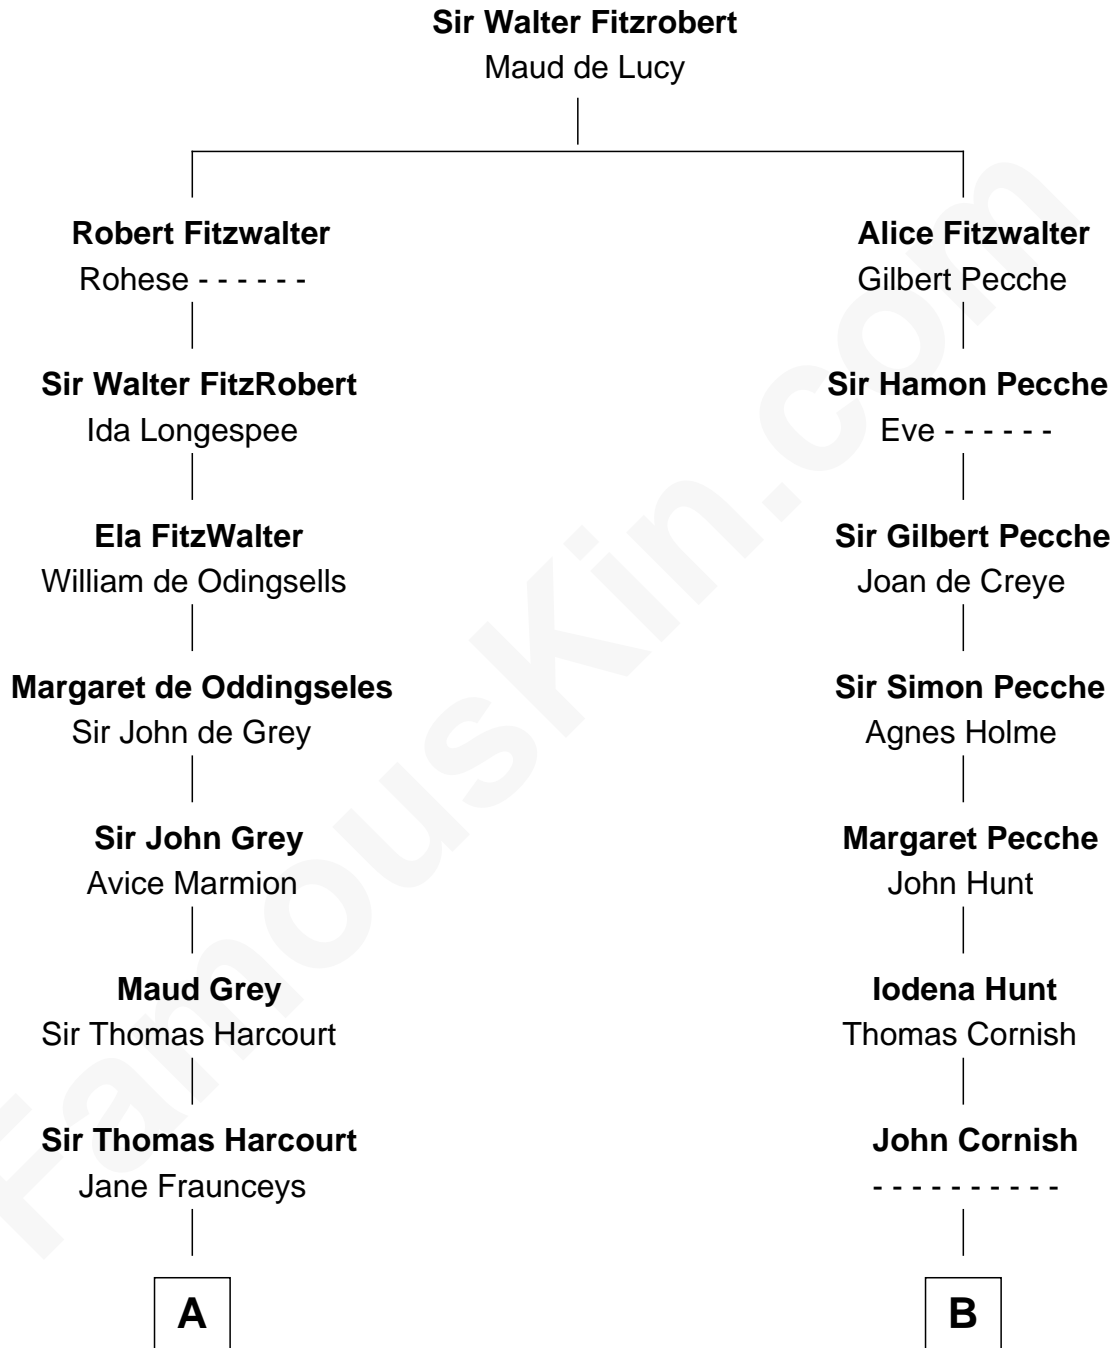 Sir Walter Fitzrobert
Maud de Lucy
Robert Fitzwalter
Rohese - - - - - -
Alice Fitzwalter
Gilbert Pecche
Sir Walter FitzRobert
Ida Longespee
Sir Hamon Pecche
Eve - - - - - -
Ela FitzWalter
William de Odingsells
Sir Gilbert Pecche
Joan de Creye
Margaret de Oddingseles
Sir John de Grey
Sir Simon Pecche
Agnes Holme
Sir John Grey
Avice Marmion
Margaret Pecche
John Hunt
Maud Grey
Sir Thomas Harcourt
Iodena Hunt
Thomas Cornish
Sir Thomas Harcourt
Jane Fraunceys
John Cornish
- - - - - - - - - -
A
B
FamousKin.com